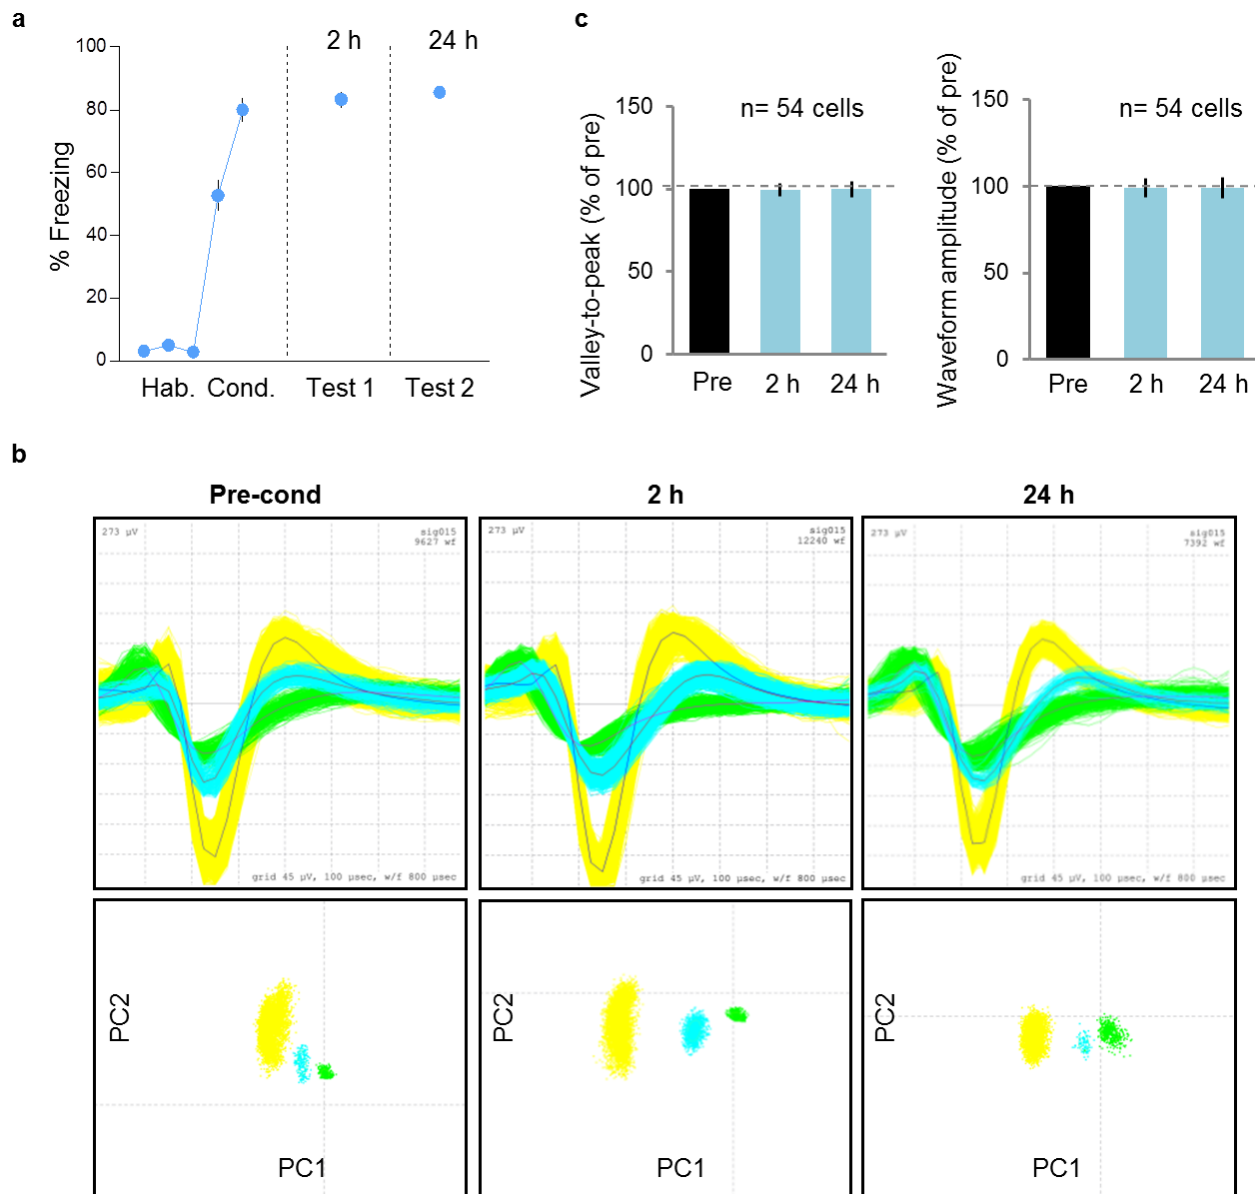 a
2 h
24 h
100
80
60
40
20
0
% Freezing
Hab.
Cond.
Test 1
Test 2
c
n= 54 cells
150
100
50
0
Valley-to-peak (% of pre)
Pre
2 h
24 h
n= 54 cells
150
100
50
0
Waveform amplitude (% of pre)
Pre
2 h
24 h
b
Pre-cond
273 µV
sig015
9627 wf
grid 45 µV, 100 µsec, w/f 800 µsec
2 h
273 µV
sig015
12240 wf
grid 45 µV, 100 µsec, w/f 800 µsec
24 h
273 µV
sig015
7392 wf
grid 45 µV, 100 µsec, w/f 800 µsec
PC2
PC1
PC2
PC1
PC2
PC1